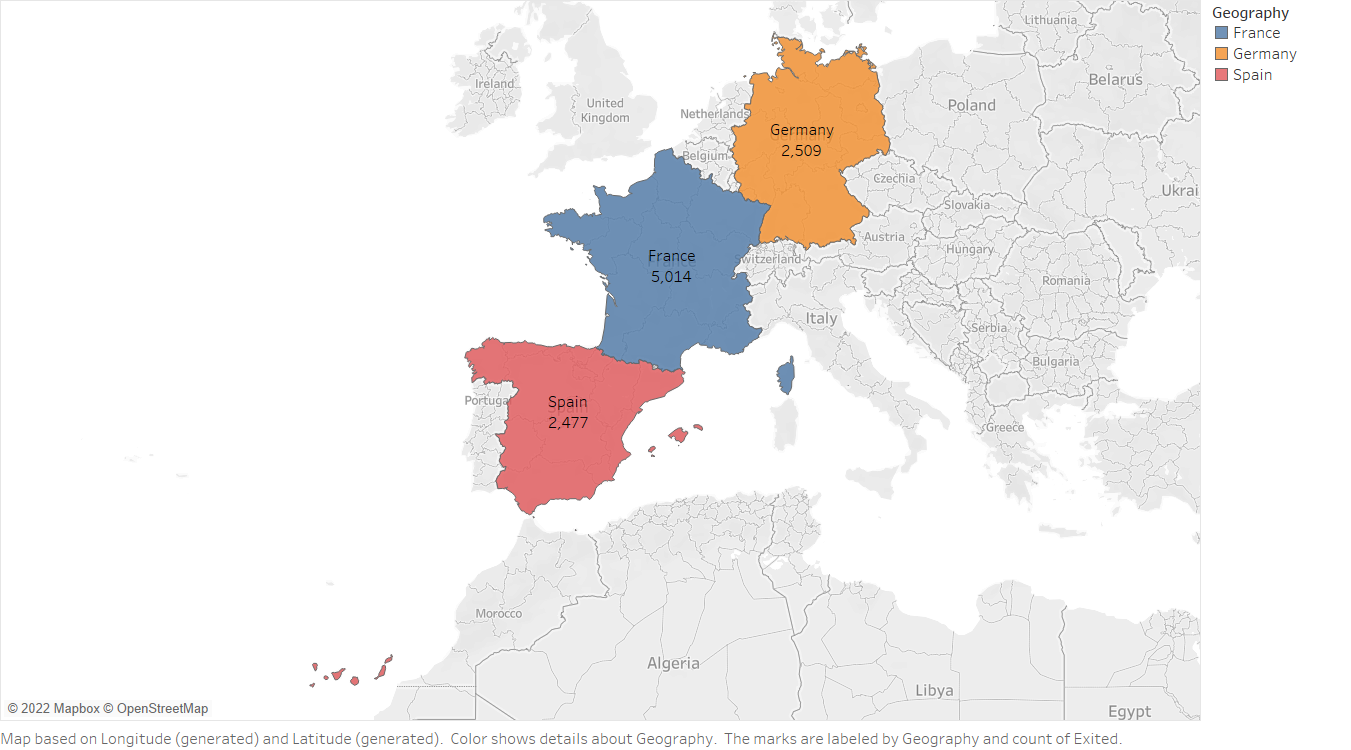 Geography
France
Germany
Spain
Lithuania
Ireland
Belarus
United
Kingdom
Netherlands
Poland
Germany
2,509
Belgium
Czechia
Ukrai
Slovakia
Austria
Hungary
France
5,014
witzerland
Romania
Italy
Serbia
Bulgaria
Portuga
Spain
2,477
Greece
Morocco
Algeria
Libya
Egypt
© 2022 Mapbox © OpenStreetMap
Map based on Longitude (generated) and Latitude (generated).  Color shows details about Geography.  The marks are labeled by Geography and count of Exited.